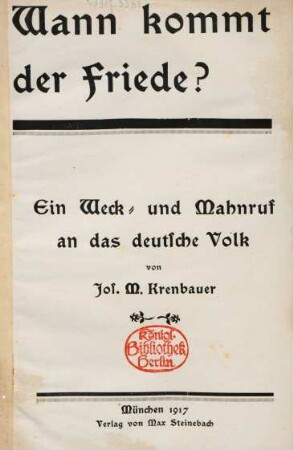 Wann kommt
der Friede?
Ein Weck- und Mahnruf
an das deutsche Volk
von
Jos. M. Krenbauer
Königl.
Bibliothek
Berlin.
München 1917
Verlag von Max Steinebach